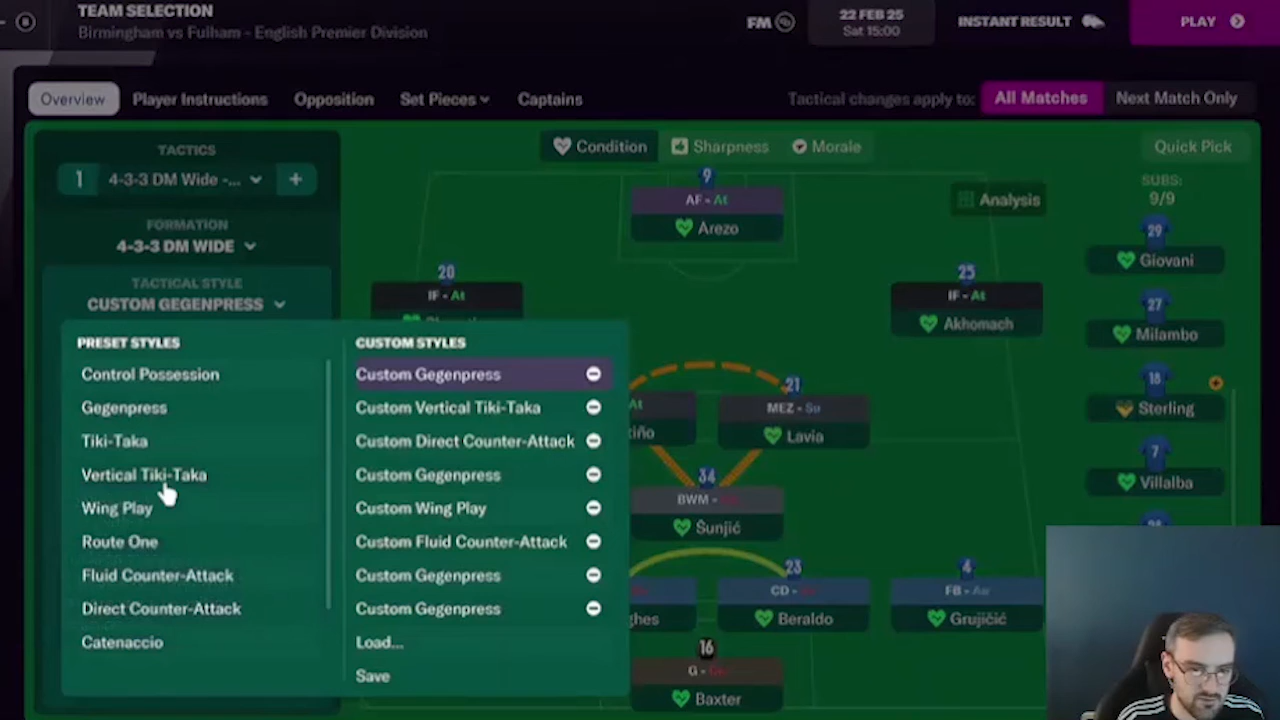 TEAM SELECTION
Birmingham vs Fulham - English Premier Division
FM
22 FEB 25
Sat 15:00
INSTANT RESULT
PLAY
Overview
Player Instructions
Opposition
Set Pieces
Captains
Tactical changes apply to:
All Matches
Next Match Only
TACTICS
1
4-3-3 DM Wide -...
+
FORMATION
4-3-3 DM WIDE
TACTICAL STYLE
CUSTOM GEGENPRESS
PRESET STYLES
Control Possession
Gegenpress
Tiki-Taka
Vertical Tiki-Taka
Wing Play
Route One
Fluid Counter-Attack
Direct Counter-Attack
Catenaccio
CUSTOM STYLES
Custom Gegenpress
Custom Vertical Tiki-Taka
Custom Direct Counter-Attack
Custom Gegenpress
Custom Wing Play
Custom Fluid Counter-Attack
Custom Gegenpress
Custom Gegenpress
Load...
Save
Condition
Sharpness
Morale
Quick Pick
Analysis
9
AF - At
Arezo
20
IF - At
25
IF - At
Akhomach
At
tiño
21
MEZ - Su
Lavia
34
BWM -
Šunjić
ghes
23
CD -
Beraldo
4
FB - Au
Grujičić
16
G -
Baxter
SUBS:
9/9
29
Giovani
27
Milambo
18
Sterling
7
Villalba